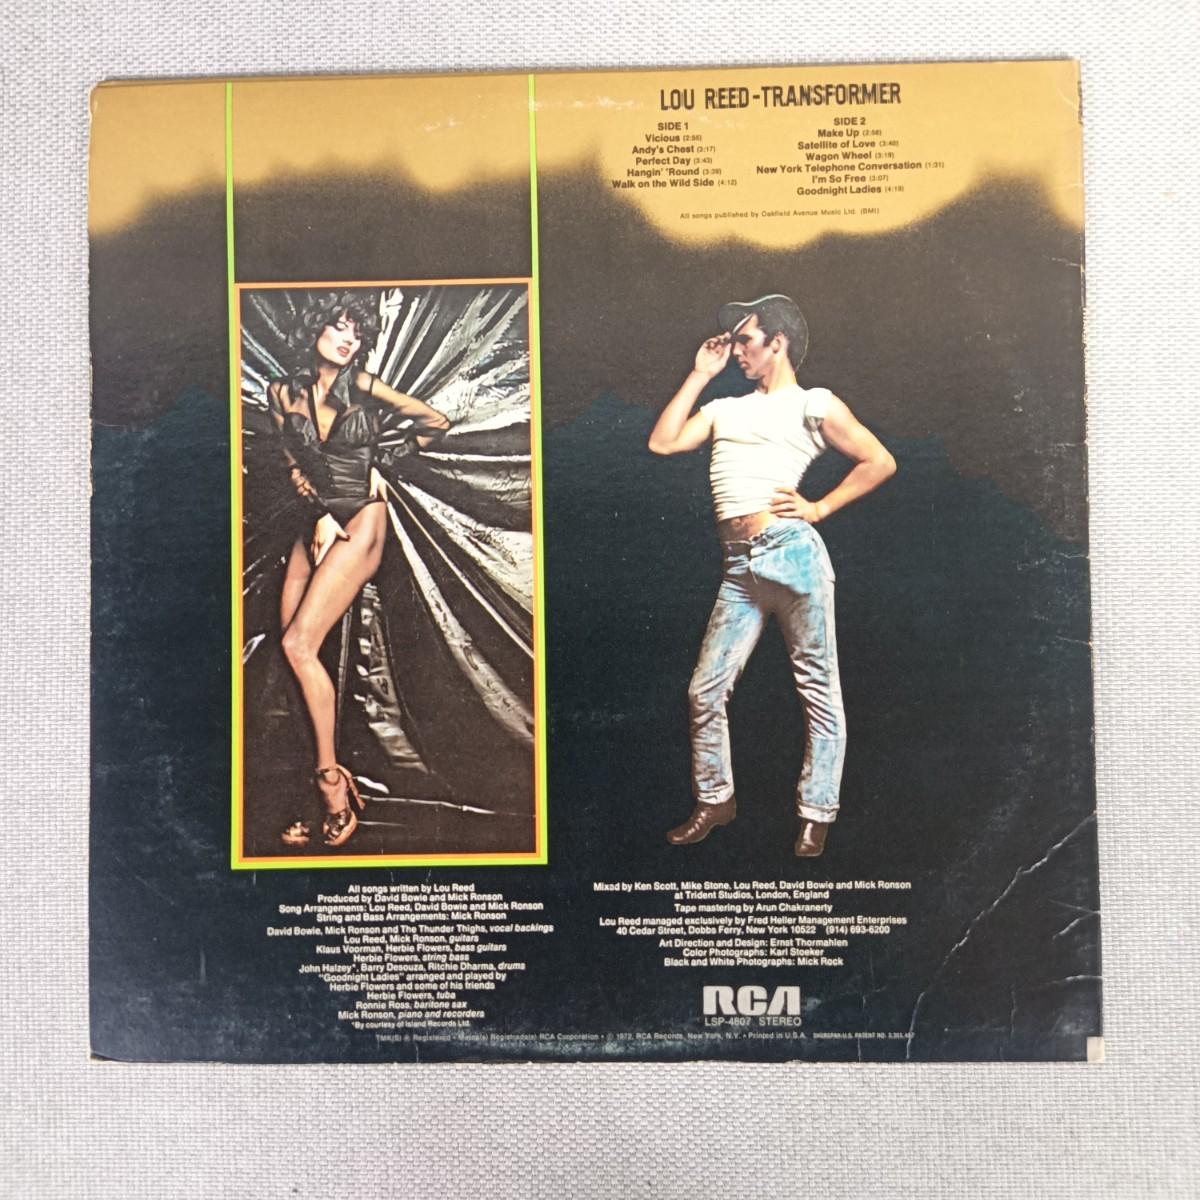 LOU REED-TRANSFORMER
SIDE 1
Vicious (2:55)
Andy's Chest (3:17)
Perfect Day (3:43)
Hangin' 'Round (3:39)
Walk on the Wild Side (4:12)
SIDE 2
Make Up (2:58)
Satellite of Love (3:40)
Wagon Wheel (3:19)
New York Telephone Conversation (1:31)
I'm So Free (3:07)
Goodnight Ladies (4:19)
All songs published by Oakfield Avenue Music Ltd. (BMI)
All songs written by Lou Reed
Produced by David Bowie and Mick Ronson
Song Arrangements: Lou Reed, David Bowie and Mick Ronson
String and Bass Arrangements: Mick Ronson
David Bowie, Mick Ronson and The Thunder Thighs, vocal backings
Lou Reed, Mick Ronson, guitars
Klaus Voorman, Herbie Flowers, bass guitars
Herbie Flowers, string bass
John Halzey*, Barry Desouza, Ritchie Dharma, drums
"Goodnight Ladies" arranged and played by
Herbie Flowers and some of his friends
Herbie Flowers, tuba
Ronnie Ross, baritone sax
Mick Ronson, piano and recorders
*By courtesy of Island Records Ltd.
Mixed by Ken Scott, Mike Stone, Lou Reed, David Bowie and Mick Ronson
at Trident Studios, London, England
Tape mastering by Arun Chakranerty
Lou Reed managed exclusively by Fred Heller Management Enterprises
40 Cedar Street, Dobbs Ferry, New York 10522 (914) 693-6200
Art Direction and Design: Ernst Thormahlen
Color Photographs: Karl Stoeker
Black and White Photographs: Mick Rock
RCA
LSP-4807 STEREO
TMK(S) ® Registered • Marca(s) Registrada(s) RCA Corporation • © 1972, RCA Records, New York, N.Y. • Printed in U.S.A.